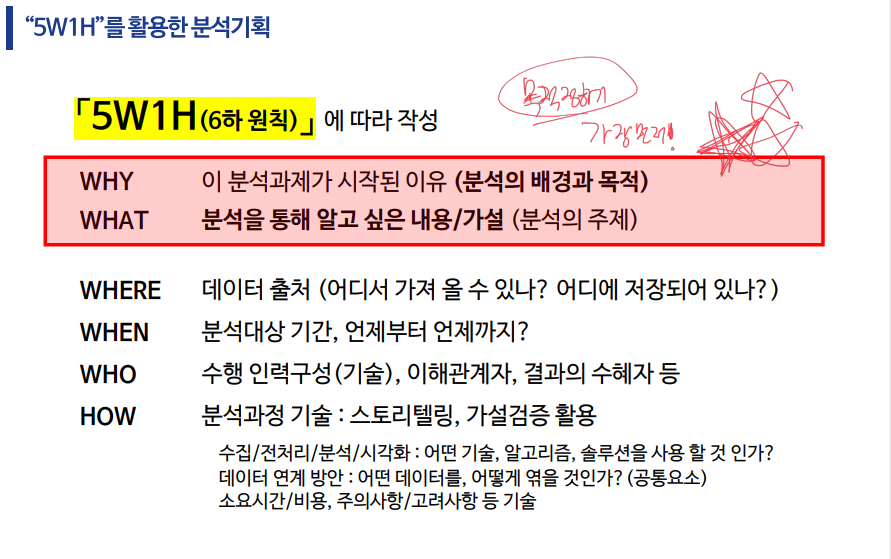 “5W1H”를 활용한 분석기획
「5W1H(6하 원칙)」에 따라 작성
목적정하기
가장 먼저!
WHY 이 분석과제가 시작된 이유 (분석의 배경과 목적)
WHAT 분석을 통해 알고 싶은 내용/가설 (분석의 주제)
WHERE 데이터 출처 (어디서 가져 올 수 있나? 어디에 저장되어 있나?)
WHEN 분석대상 기간, 언제부터 언제까지?
WHO 수행 인력구성(기술), 이해관계자, 결과의 수혜자 등
HOW 분석과정 기술 : 스토리텔링, 가설검증 활용
수집/전처리/분석/시각화 : 어떤 기술, 알고리즘, 솔루션을 사용 할 것 인가?
데이터 연계 방안 : 어떤 데이터를, 어떻게 엮을 것인가? (공통요소)
소요시간/비용, 주의사항/고려사항 등 기술